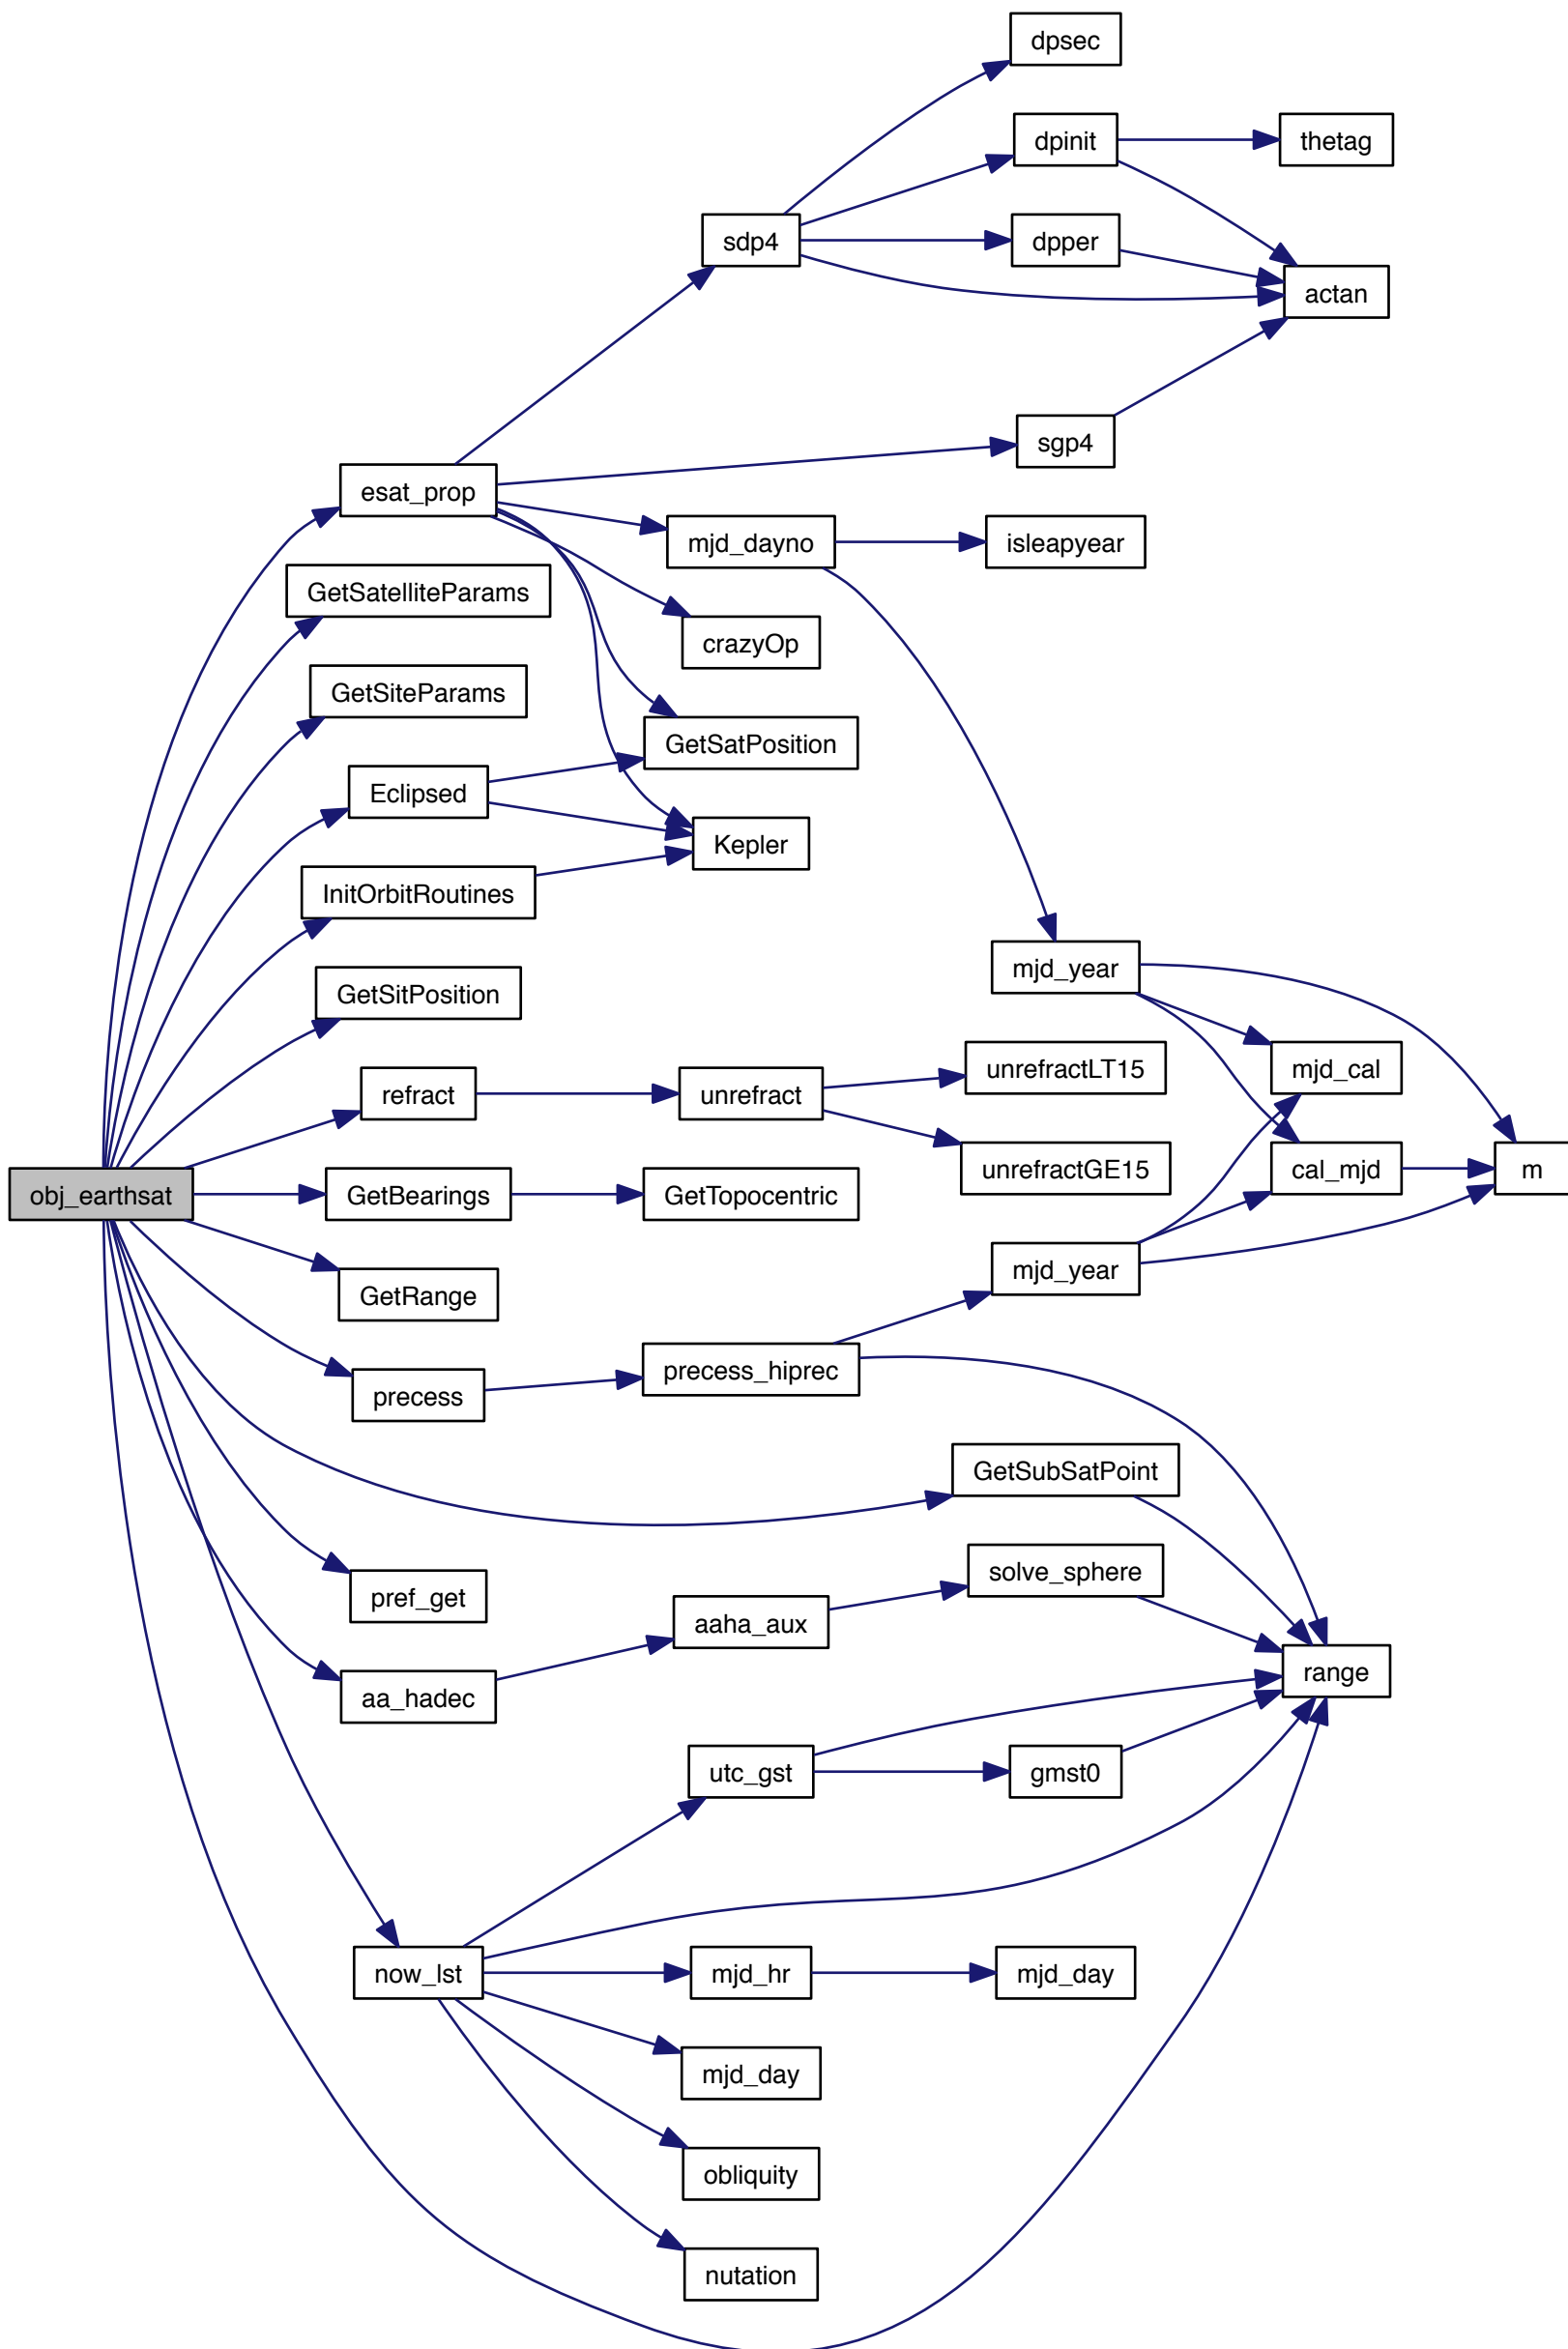 dpsec
dpinit
thetag
sdp4
dpper
actan
sgp4
esat_prop
mjd_dayno
isleapyear
GetSatelliteParams
crazyOp
GetSiteParams
GetSatPosition
Eclipsed
Kepler
InitOrbitRoutines
mjd_year
GetSitPosition
unrefractLT15
mjd_cal
refract
unrefract
unrefractGE15
cal_mjd
m
obj_earthsat
GetBearings
GetTopocentric
mjd_year
GetRange
precess_hiprec
precess
GetSubSatPoint
solve_sphere
pref_get
aaha_aux
range
aa_hadec
utc_gst
gmst0
now_lst
mjd_hr
mjd_day
mjd_day
obliquity
nutation